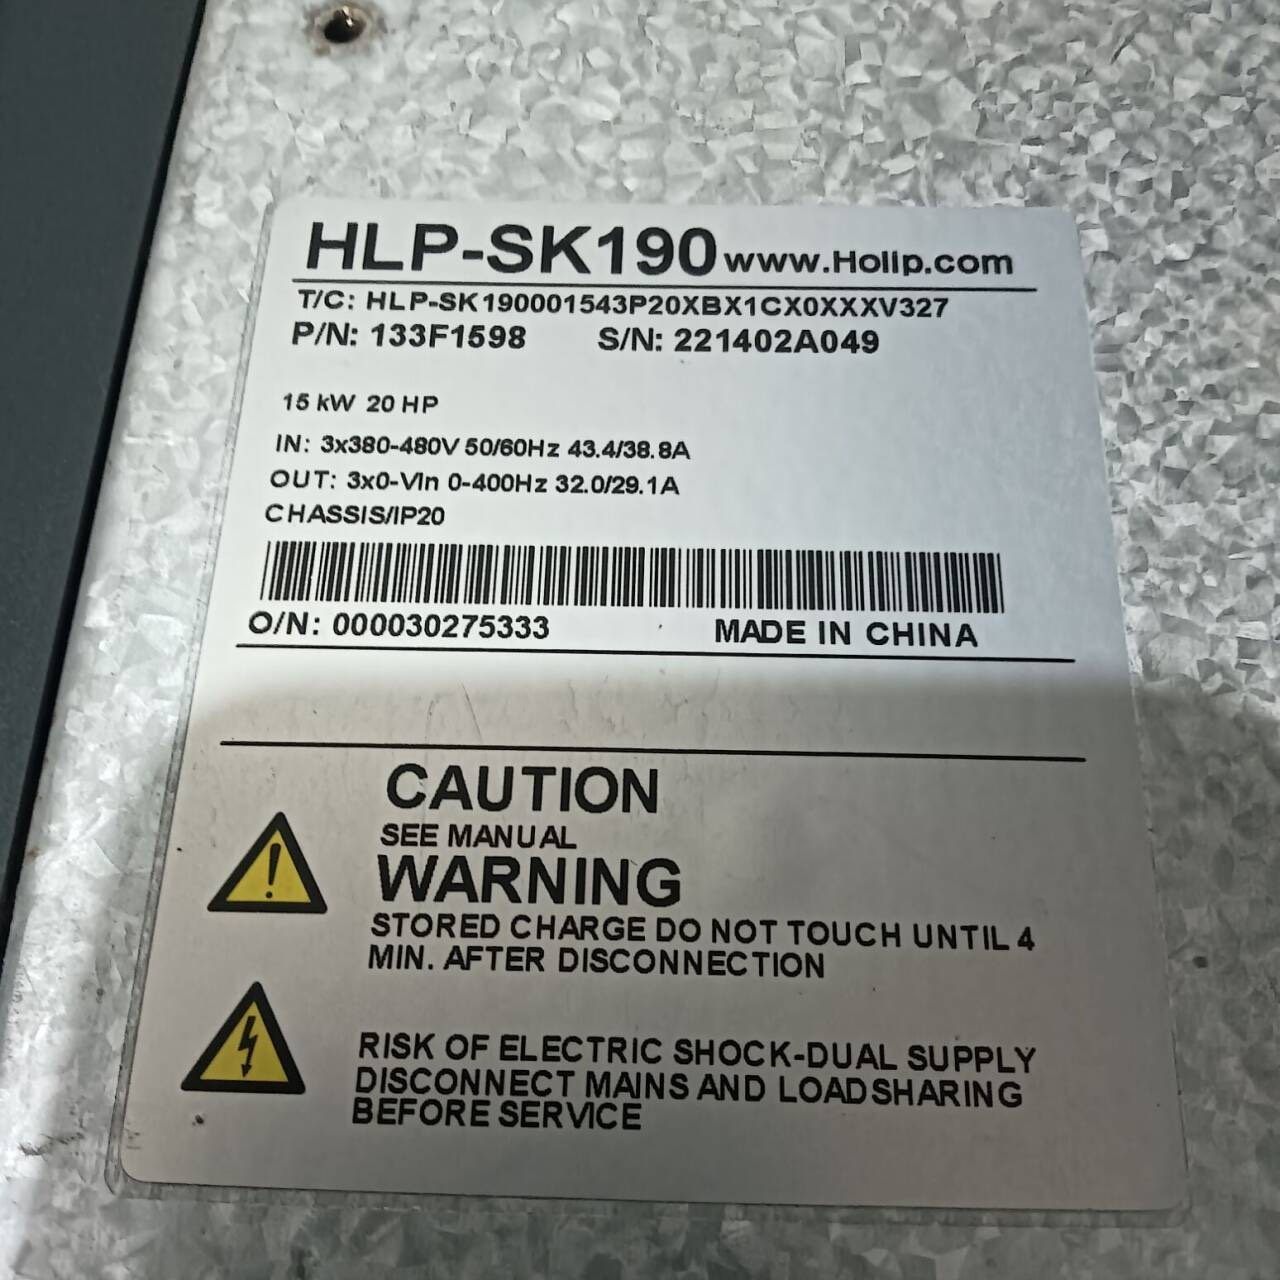 HLP-SK190 www.Holip.com
T/C: HLP-SK190001543P20XBX1CX0XXXV327
P/N: 133F1598 S/N: 221402A049
15 kW 20 HP
IN: 3x380-480V 50/60Hz 43.4/38.8A
OUT: 3x0-Vin 0-400Hz 32.0/29.1A
CHASSIS/IP20
O/N: 000030275333 MADE IN CHINA
CAUTION
SEE MANUAL
WARNING
STORED CHARGE DO NOT TOUCH UNTIL 4
MIN. AFTER DISCONNECTION
RISK OF ELECTRIC SHOCK-DUAL SUPPLY
DISCONNECT MAINS AND LOADSHARING
BEFORE SERVICE